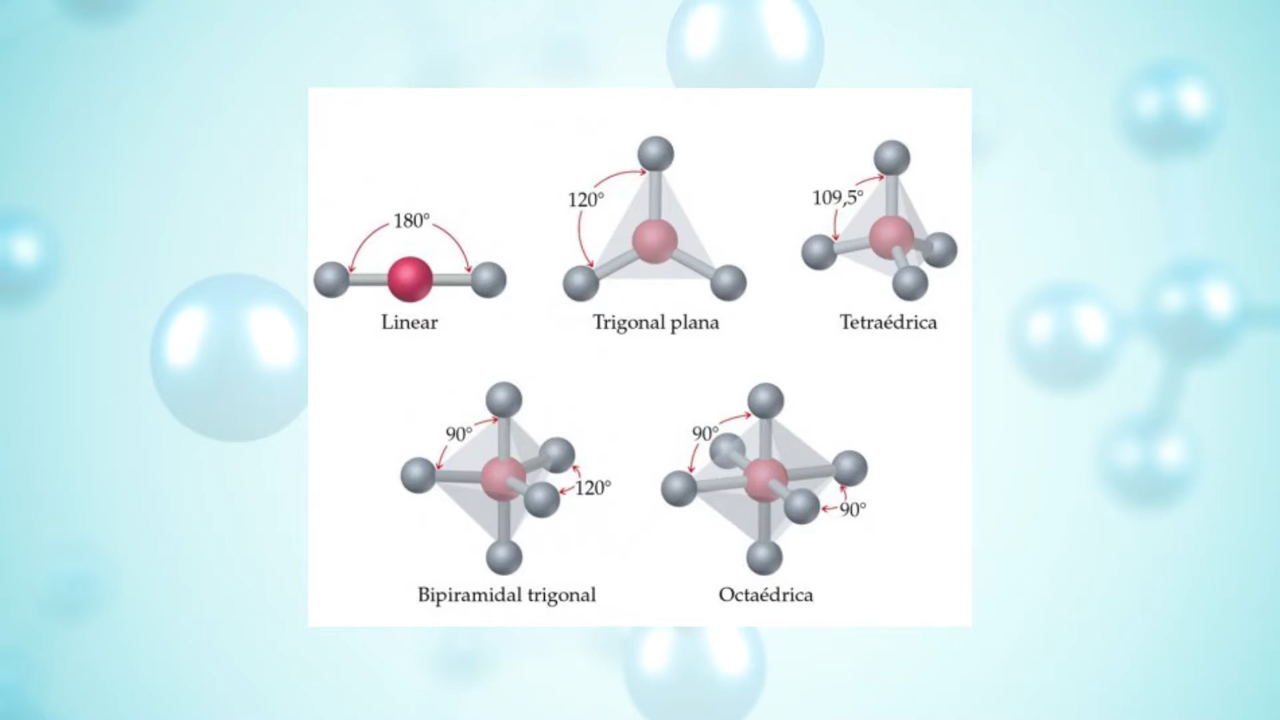 180°
120°
109,5°
Linear
Trigonal plana
Tetraédrica
90°
120°
90°
90°
Bipiramidal trigonal
Octaédrica